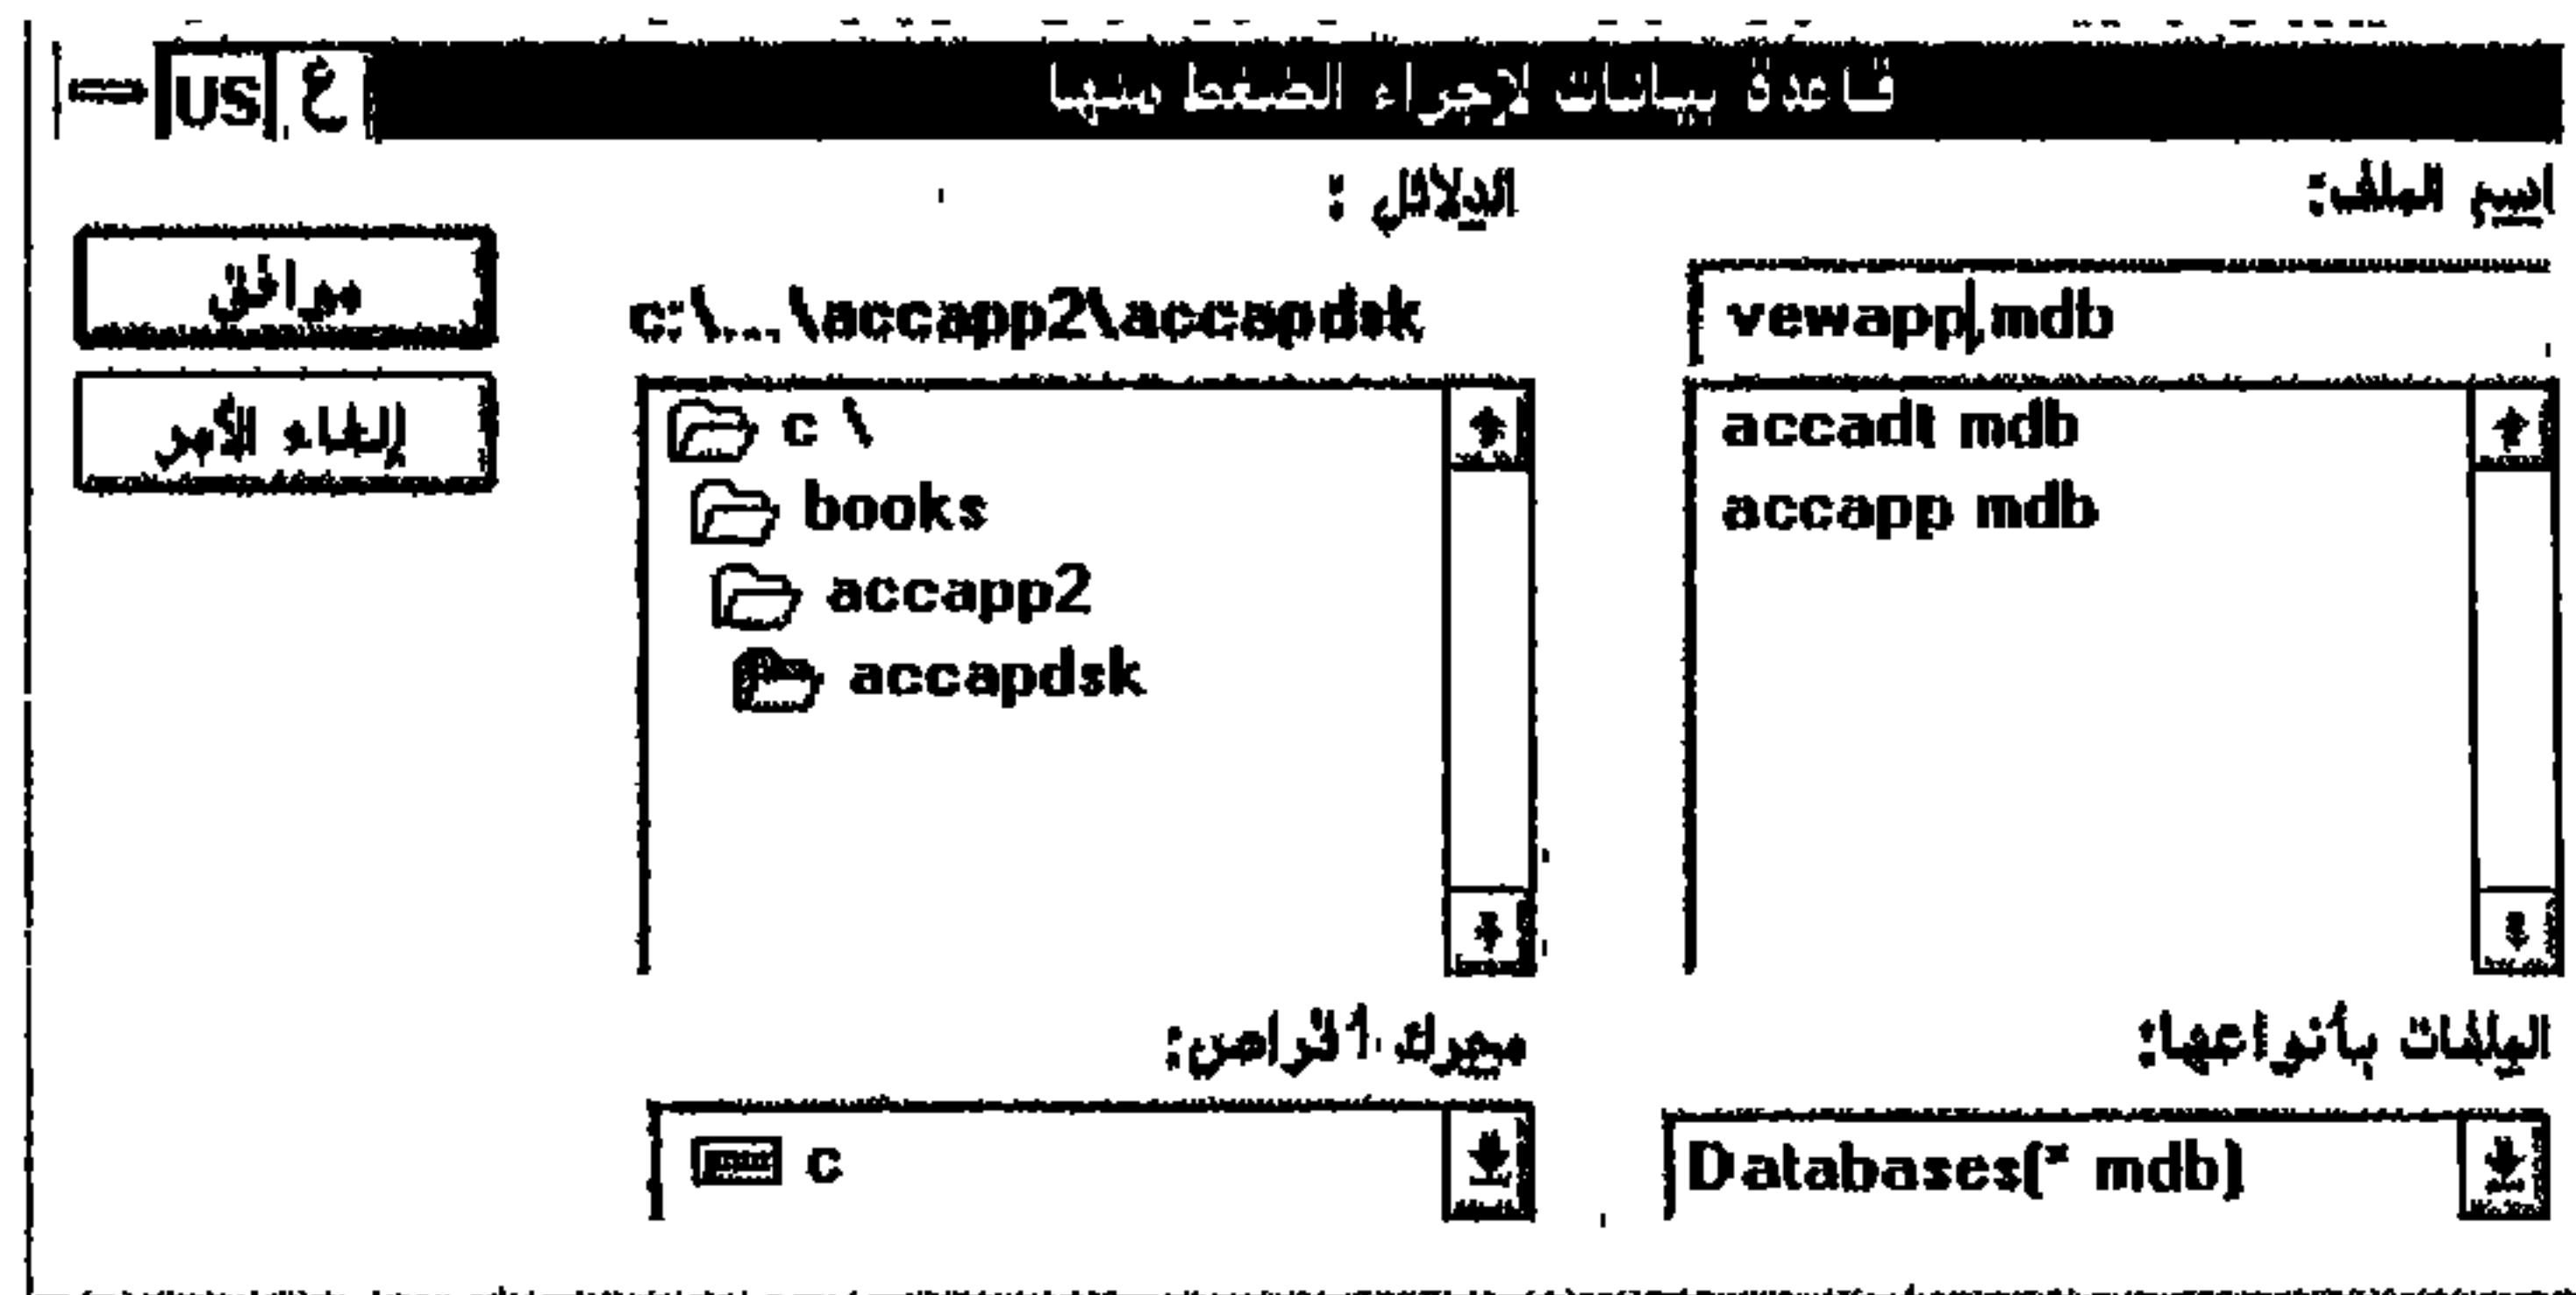 قاعدة بيانات لإجراء الضغط منها ع US
اسم الملف:
vewapp.mdb
accadt mdb
accapp mdb
الملفات بأنواعها:
Databases(* mdb)
الدلائل :
c:\...\accapp2\accapdsk
c \
books
accapp2
accapdsk
محرك أقراص:
c
موافق
إلغاء الأمر